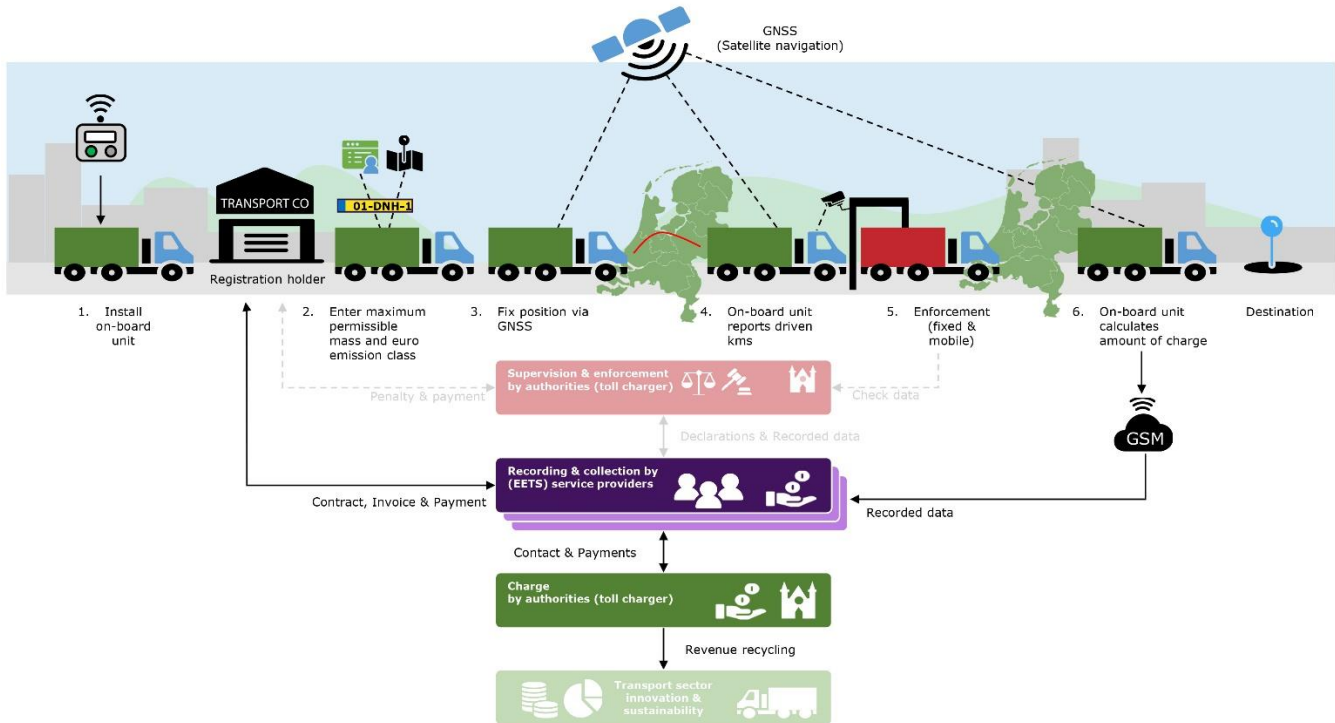 GNSS
(Satellite navigation)
TRANSPORT CO
01-DNH-1
Registration holder
1. Install
on-board
unit
2. Enter maximum
permissible
mass and euro
emission class
3. Fix position via
GNSS
4. On-board unit
reports driven
kms
5. Enforcement
(fixed &
mobile)
6. On-board unit
calculates
amount of charge
Destination
Supervision & enforcement
by authorities (toll charger)
Penalty & payment
Check data
Declarations & Recorded data
GSM
Recording & collection by
(EETS) service providers
Contract, Invoice & Payment
Recorded data
Contact & Payments
Charge
by authorities (toll charger)
Revenue recycling
Transport sector
innovation &
sustainability